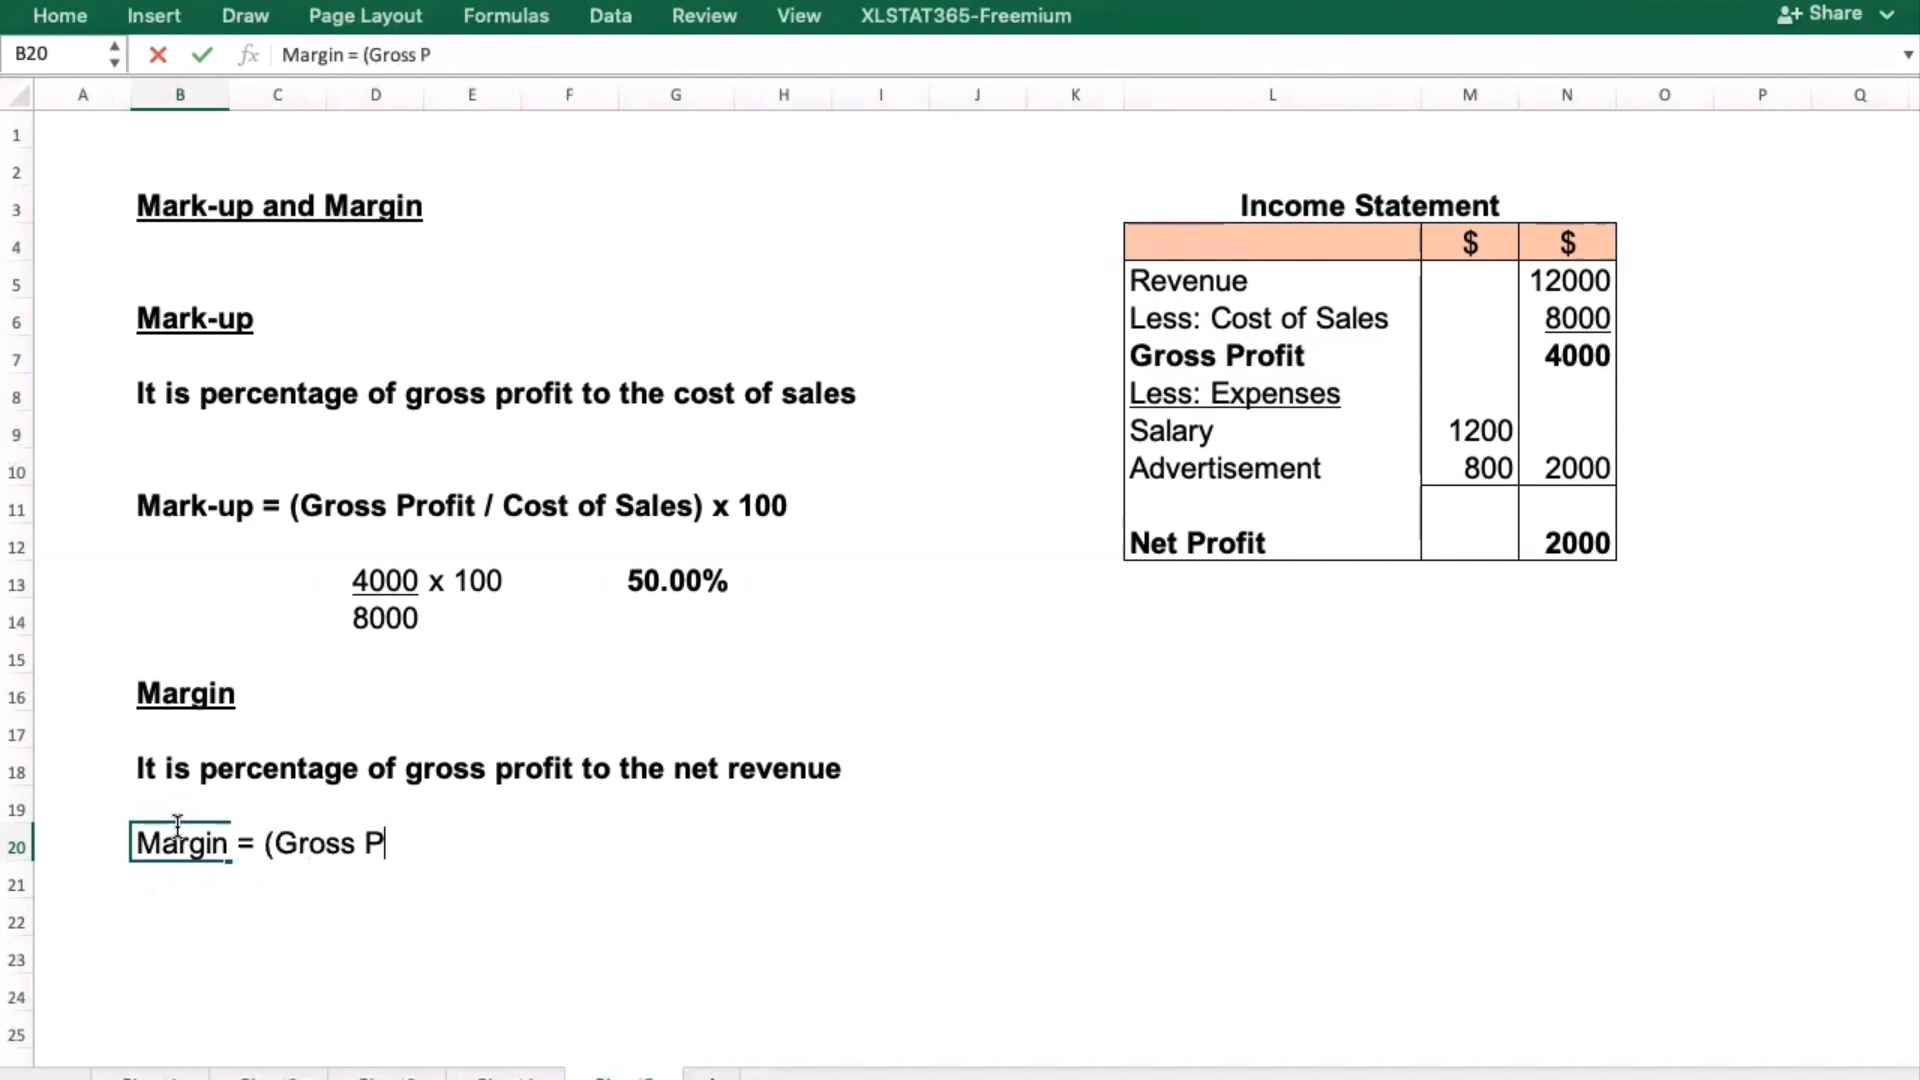 Home Insert Draw Page Layout Formulas Data Review View XLSTAT365-Freemium Share
B20 fx Margin = (Gross P
A B C D E F G H I J K L M N O P Q
1
2
3 Mark-up and Margin Income Statement
4 $ $
5 Revenue 12000
6 Mark-up Less: Cost of Sales 8000
7 Gross Profit 4000
8 It is percentage of gross profit to the cost of sales Less: Expenses
9 Salary 1200
10 Advertisement 800 2000
11 Mark-up = (Gross Profit / Cost of Sales) x 100
12 Net Profit 2000
13 4000 x 100 50.00%
14 8000
15
16 Margin
17
18 It is percentage of gross profit to the net revenue
19
20 Margin = (Gross P
21
22
23
24
25